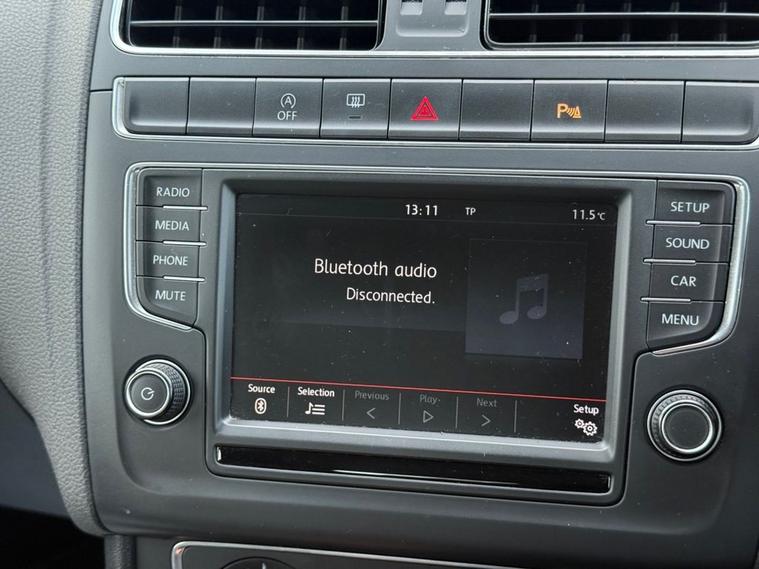 A
OFF
P
RADIO
MEDIA
PHONE
MUTE
SETUP
SOUND
CAR
MENU
13:11 TP 11.5°C
Bluetooth audio
Disconnected.
Source Selection Previous Play Next Setup